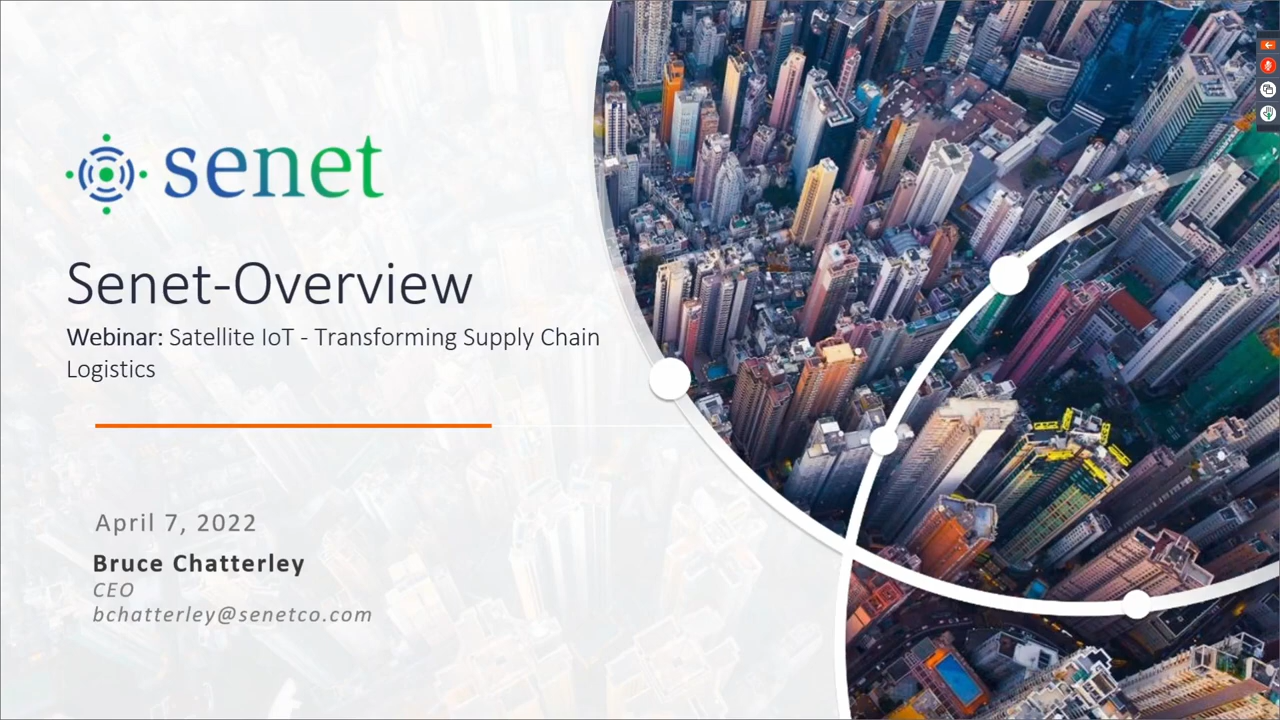 senet
Senet-Overview
Webinar: Satellite IoT - Transforming Supply Chain
Logistics
April 7, 2022
Bruce Chatterley
CEO
bchatterley@senetco.com